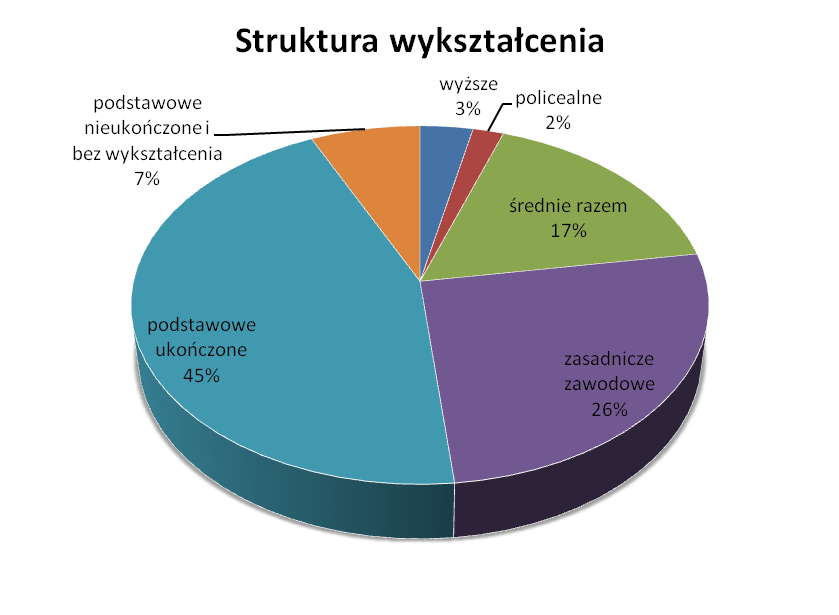 Struktura wykształcenia
wyższe
3%
policealne
2%
średnie razem
17%
zasadnicze
zawodowe
26%
podstawowe
ukończone
45%
podstawowe
nieukończone i
bez wykształcenia
7%